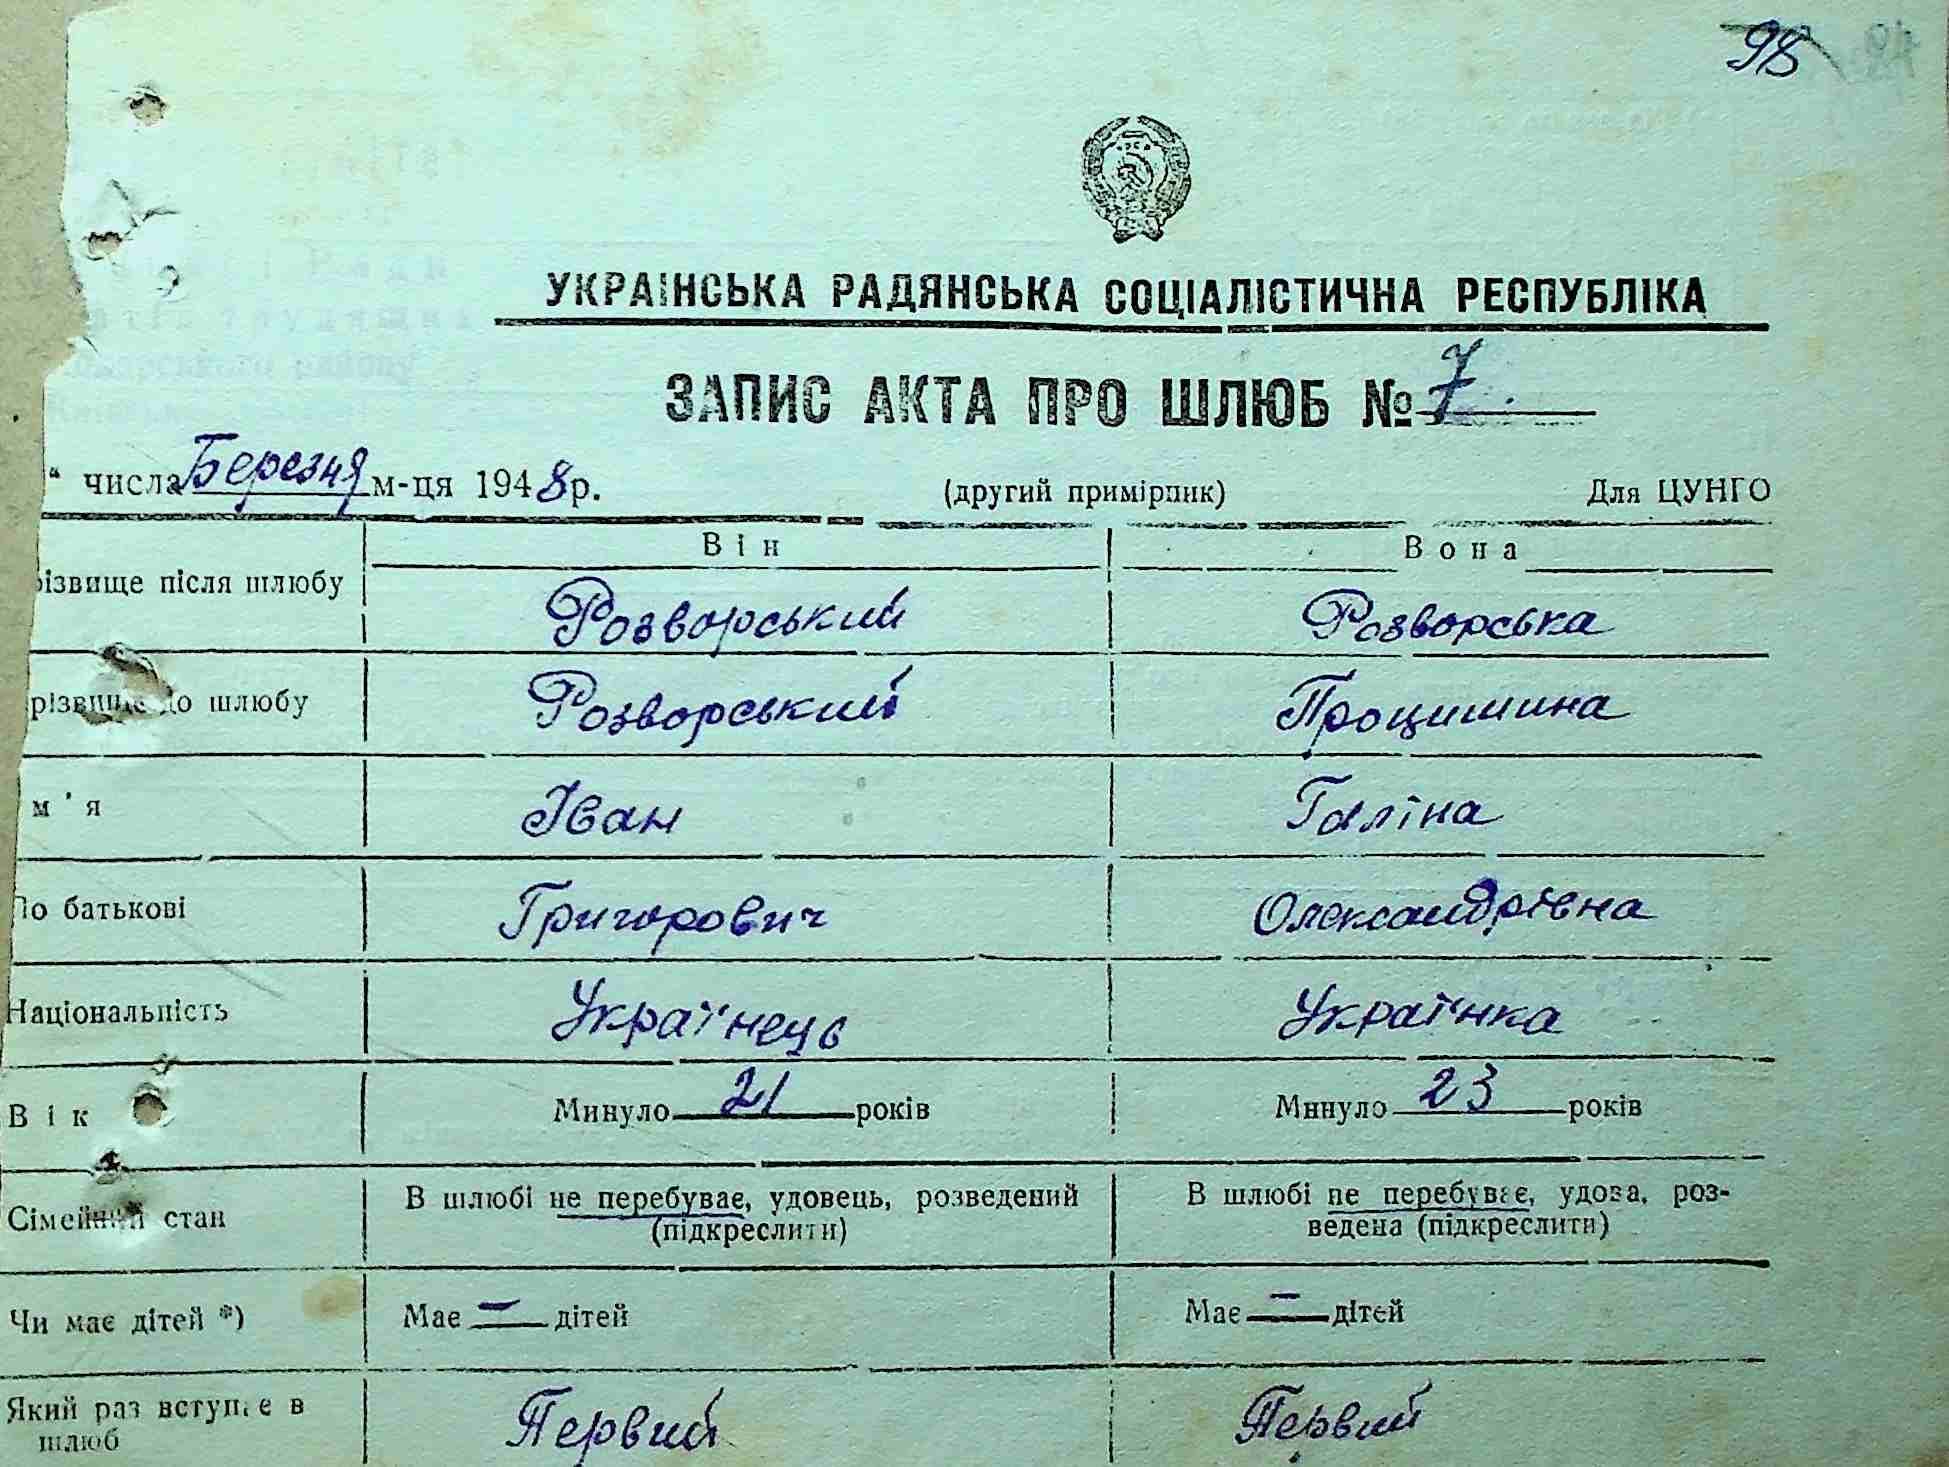 98
УКРАЇНСЬКА РАДЯНСЬКА СОЦІАЛІСТИЧНА РЕСПУБЛІКА
ЗАПИС АКТА ПРО ШЛЮБ № 7
“ числа Березня м-ця 1948 р. (другий примірник) Для ЦУНГО
Він Вона
різвище після шлюбу Розворський Розворська
різвище до шлюбу Розворський Процишина
м'я Іван Галіна
По батькові Григорович Олександрівна
Національність Українець Українка
Вік Минуло 21 років Минуло 23 років
Сімейний стан В шлюбі не перебуває, удовець, розведений В шлюбі не перебуває, удова, роз-
(підкреслити) ведена (підкреслити)
Чи має дітей *) Має — дітей Має — дітей
Який раз вступає в Первий Первий
шлюб